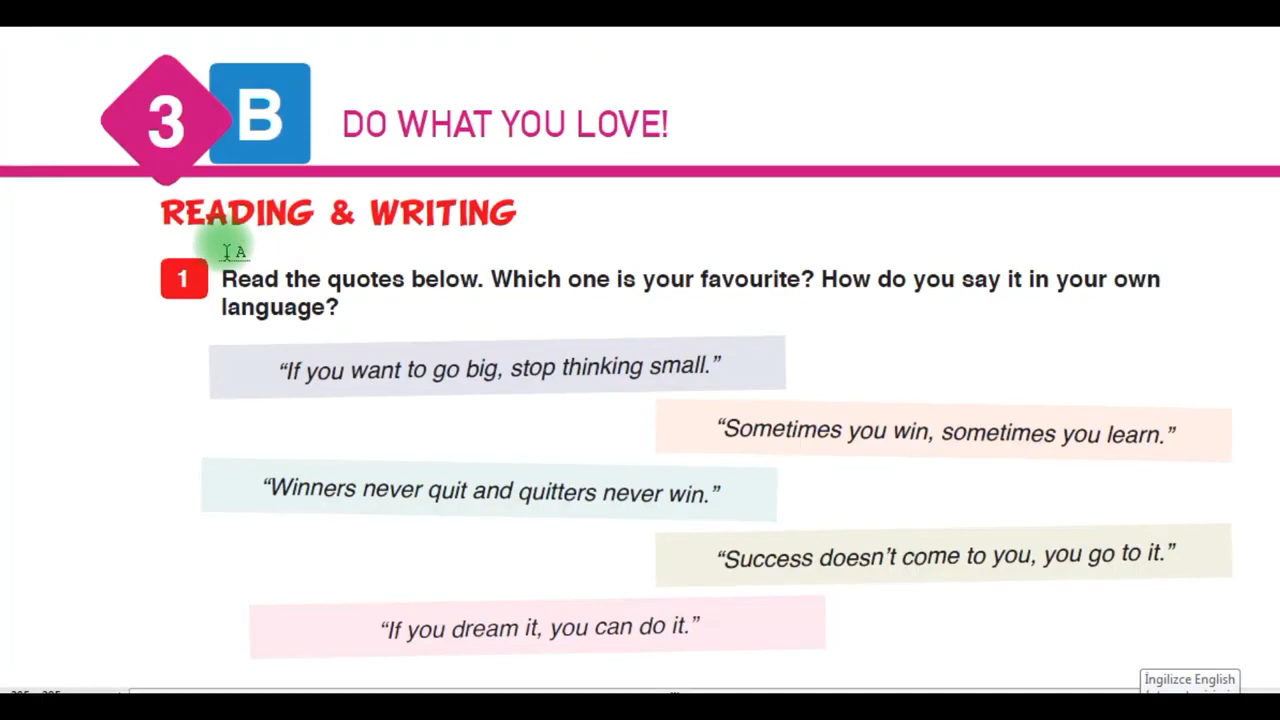 3 B DO WHAT YOU LOVE!
READING & WRITING
A
1 Read the quotes below. Which one is your favourite? How do you say it in your own
language?
“If you want to go big, stop thinking small.”
“Sometimes you win, sometimes you learn.”
“Winners never quit and quitters never win.”
“Success doesn’t come to you, you go to it.”
“If you dream it, you can do it.”
İngilizce English